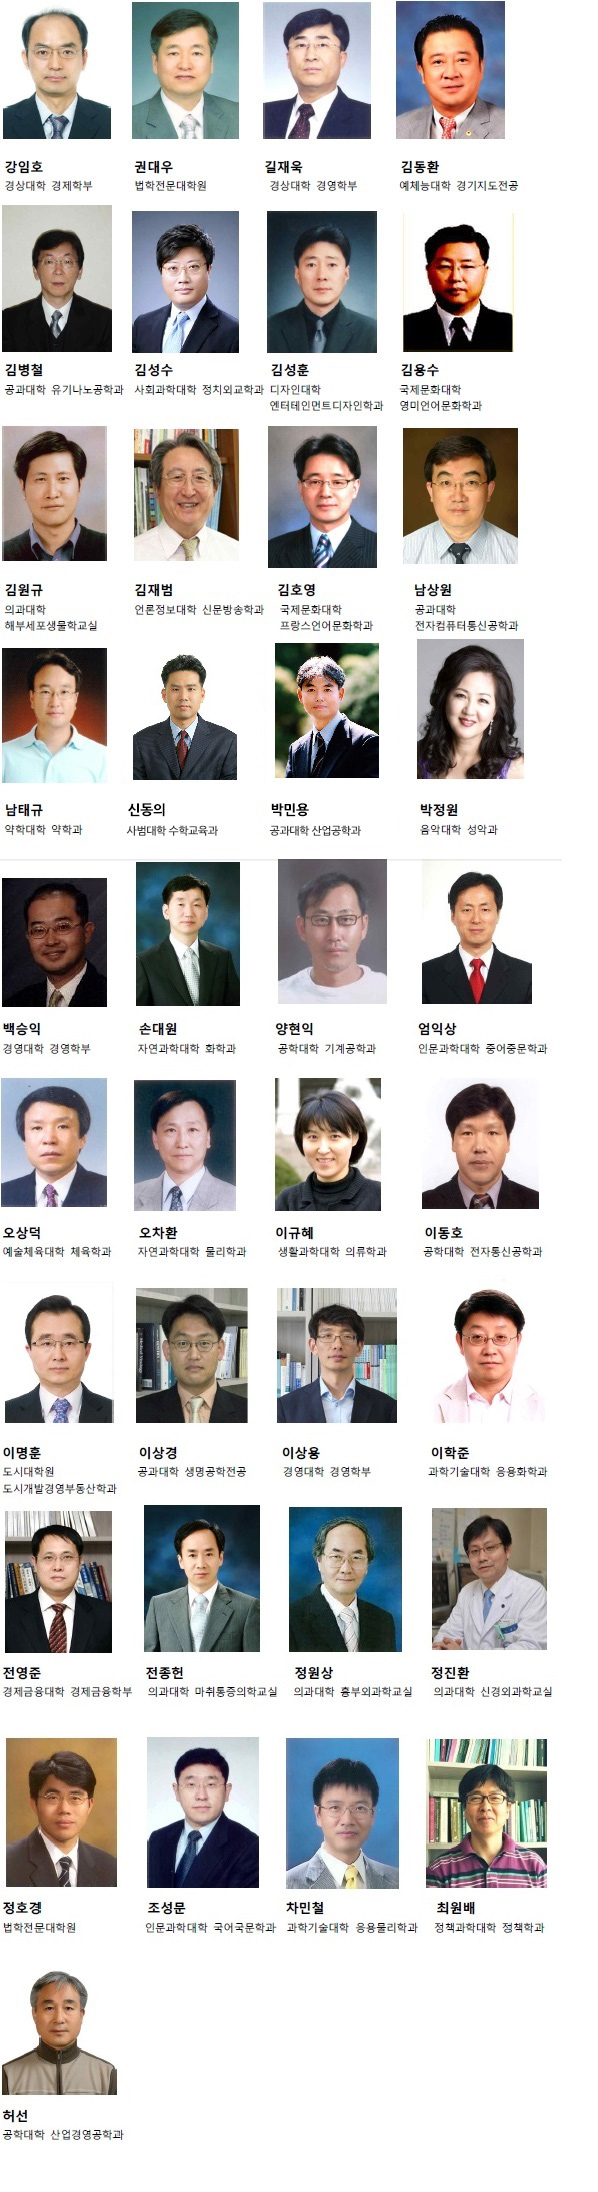 강임호
경상대학 경제학부
권대우
법학전문대학원
길재욱
경상대학 경영학부
김동환
예체능대학 경기지도전공
김병철
공과대학 유기나노공학과
김성수
사회과학대학 정치외교학과
김성훈
디자인대학
엔터테인먼트디자인학과
김용수
국제문화대학
영미언어문화학과
김원규
의과대학
해부세포생물학교실
김재범
언론정보대학 신문방송학과
김호영
국제문화대학
프랑스언어문화학과
남상원
공과대학
전자컴퓨터통신공학과
남태규
약학대학 약학과
신동의
사범대학 수학교육과
박민용
공과대학 산업공학과
박정원
음악대학 성악과
백승익
경영대학 경영학부
손대원
자연과학대학 화학과
양현익
공학대학 기계공학과
엄익상
인문과학대학 중어중문학과
오상덕
예술체육대학 체육학과
오차환
자연과학대학 물리학과
이규혜
생활과학대학 의류학과
이동호
공학대학 전자통신공학과
이명훈
도시대학원
도시개발경영부동산학과
이상경
공과대학 생명공학전공
이상용
경영대학 경영학부
이학준
과학기술대학 응용화학과
전영준
경제금융대학 경제금융학부
전종헌
의과대학 마취통증의학교실
정원상
의과대학 흉부외과학교실
정진환
의과대학 신경외과학교실
정호경
법학전문대학원
조성문
인문과학대학 국어국문학과
차민철
과학기술대학 응용물리학과
최원배
정책과학대학 정책학과
허선
공학대학 산업경영공학과